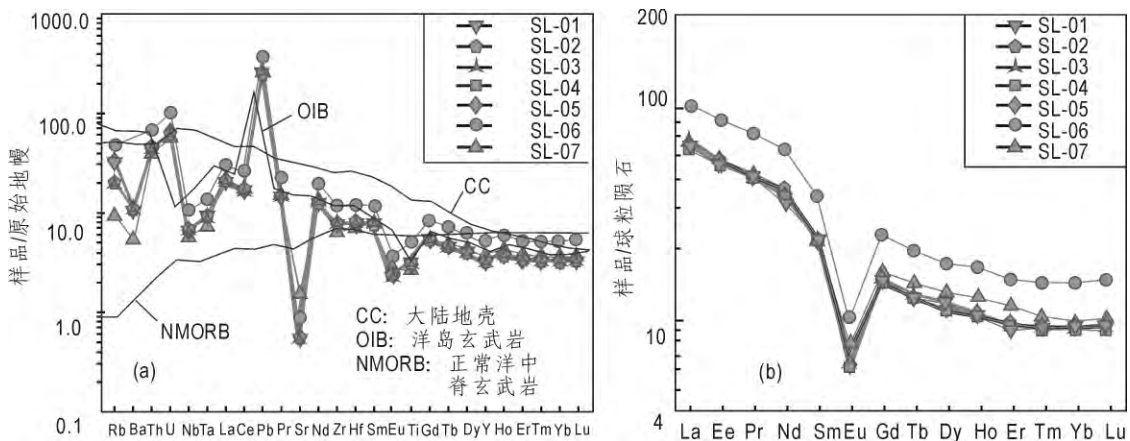 样品/原始地幔
1000.0
100.0
10.0
1.0
0.1
SL-01
SL-02
SL-03
SL-04
SL-05
SL-06
SL-07
OIB
CC
NMORB
(a)
CC: 大陆地壳
OIB: 洋岛玄武岩
NMORB: 正常洋中
脊玄武岩
Rb Ba Th U Nb Ta La Ce Pb Pr Sr Nd Zr Hf Sm Eu Ti Gd Tb Dy Y Ho Er Tm Yb Lu
样品/球粒陨石
200
100
10
4
SL-01
SL-02
SL-03
SL-04
SL-05
SL-06
SL-07
(b)
La Ee Pr Nd Sm Eu Gd Tb Dy Ho Er Tm Yb Lu